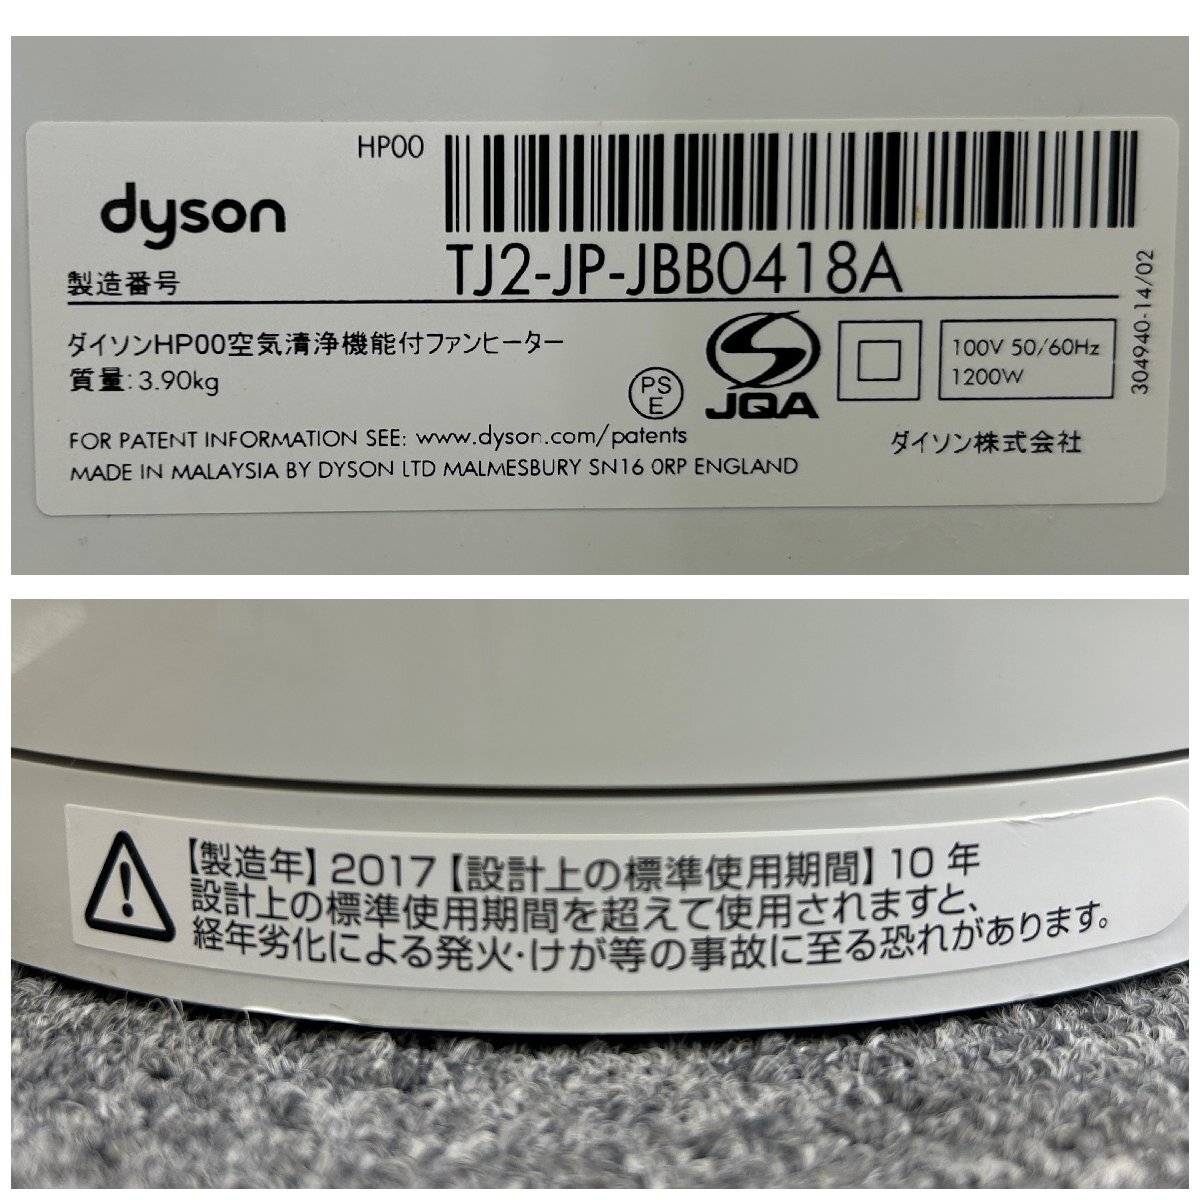 HP00
dyson
TJ2-JP-JBB0418A
製造番号
ダイソンHP00空気清浄機能付ファンヒーター
質量:3.90kg
PS
E
JQA
100V 50/60Hz
1200W
304940-14/02
FOR PATENT INFORMATION SEE: www.dyson.com/patents
ダイソン株式会社
MADE IN MALAYSIA BY DYSON LTD MALMESBURY SN16 0RP ENGLAND
【製造年】2017【設計上の標準使用期間】10 年
設計上の標準使用期間を超えて使用されますと、
経年劣化による発火・けが等の事故に至る恐れがあります。